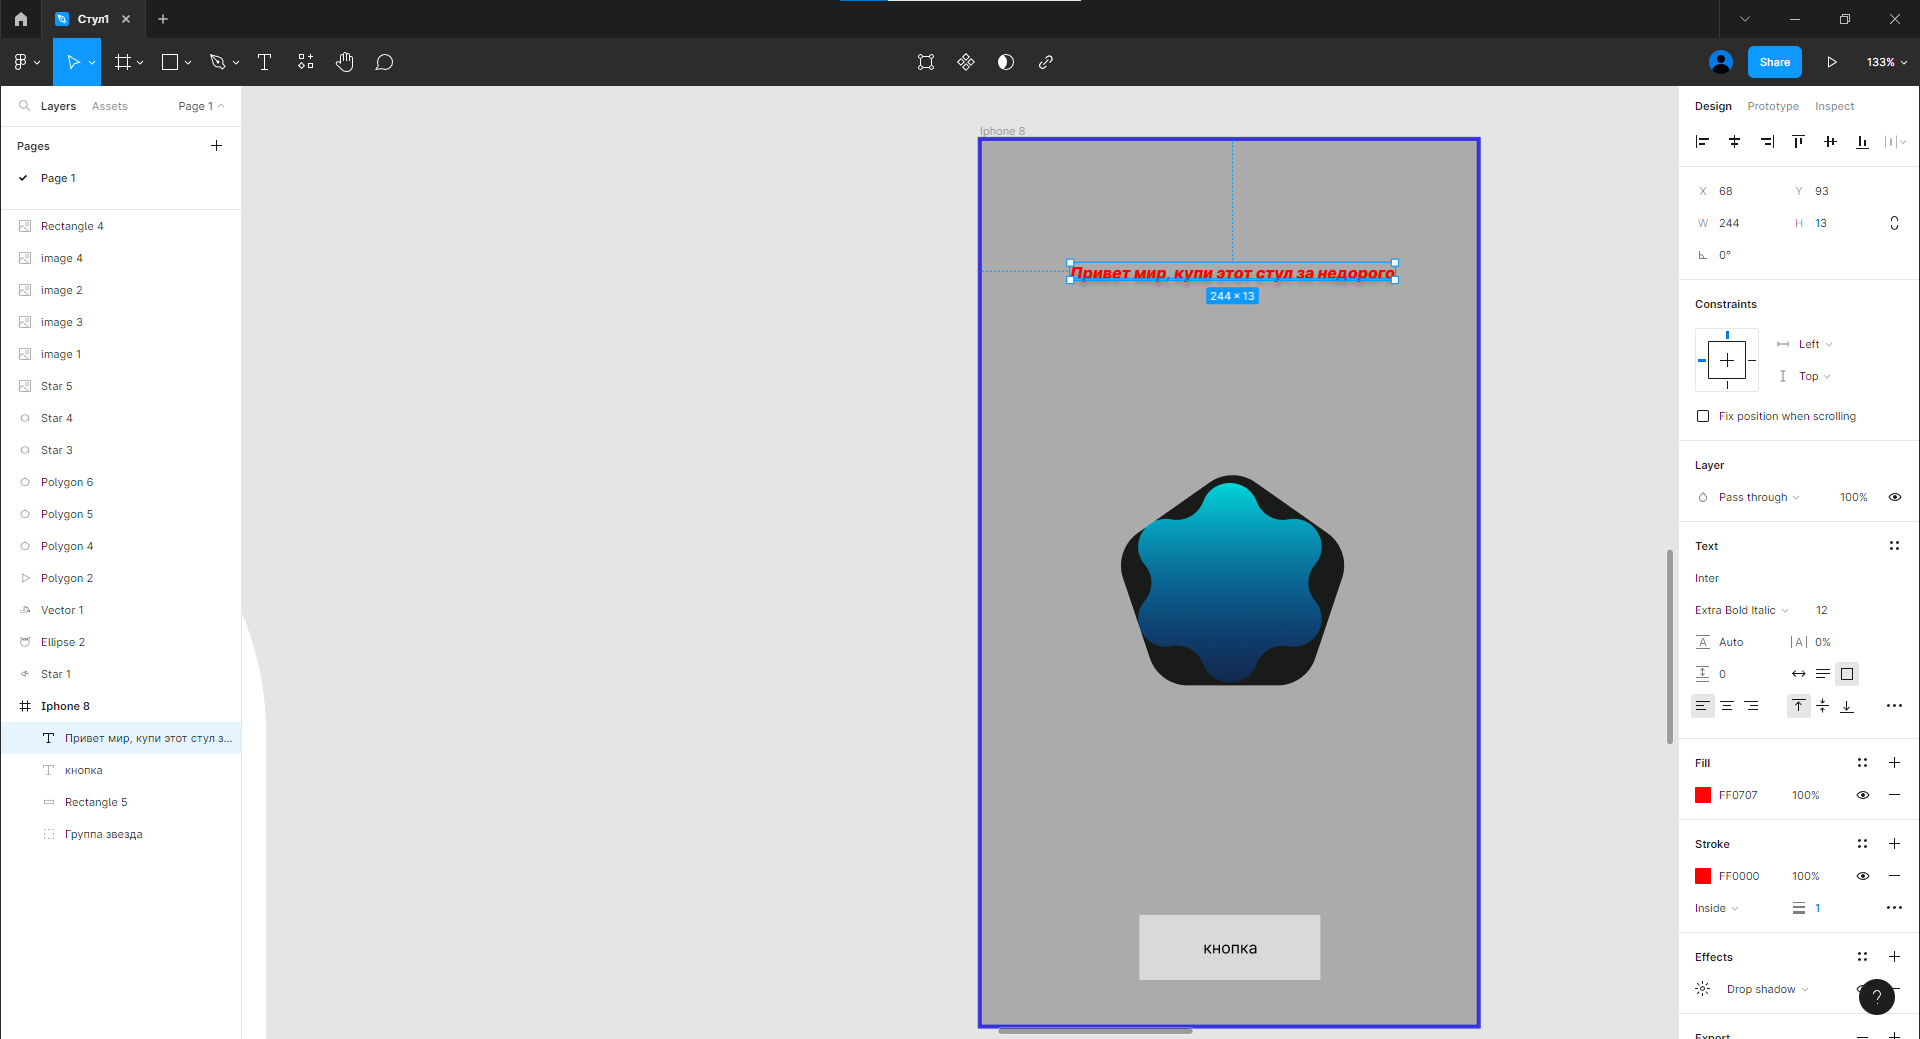 Стул1
Share
133%
Layers
Assets
Page 1
Design
Prototype
Inspect
Pages
Page 1
Rectangle 4
image 4
image 2
image 3
image 1
Star 5
Star 4
Star 3
Polygon 6
Polygon 5
Polygon 4
Polygon 2
Vector 1
Ellipse 2
Star 1
Iphone 8
Привет мир, купи этот стул з...
кнопка
Rectangle 5
Группа звезда
Iphone 8
Привет мир, купи этот стул за недорого
244 × 13
кнопка
X 68 Y 93
W 244 H 13
0°
Constraints
Left
Top
Fix position when scrolling
Layer
Pass through 100%
Text
Inter
Extra Bold Italic 12
A Auto |A| 0%
0
Fill
FF0707 100%
Stroke
FF0000 100%
Inside 1
Effects
Drop shadow
?
Export